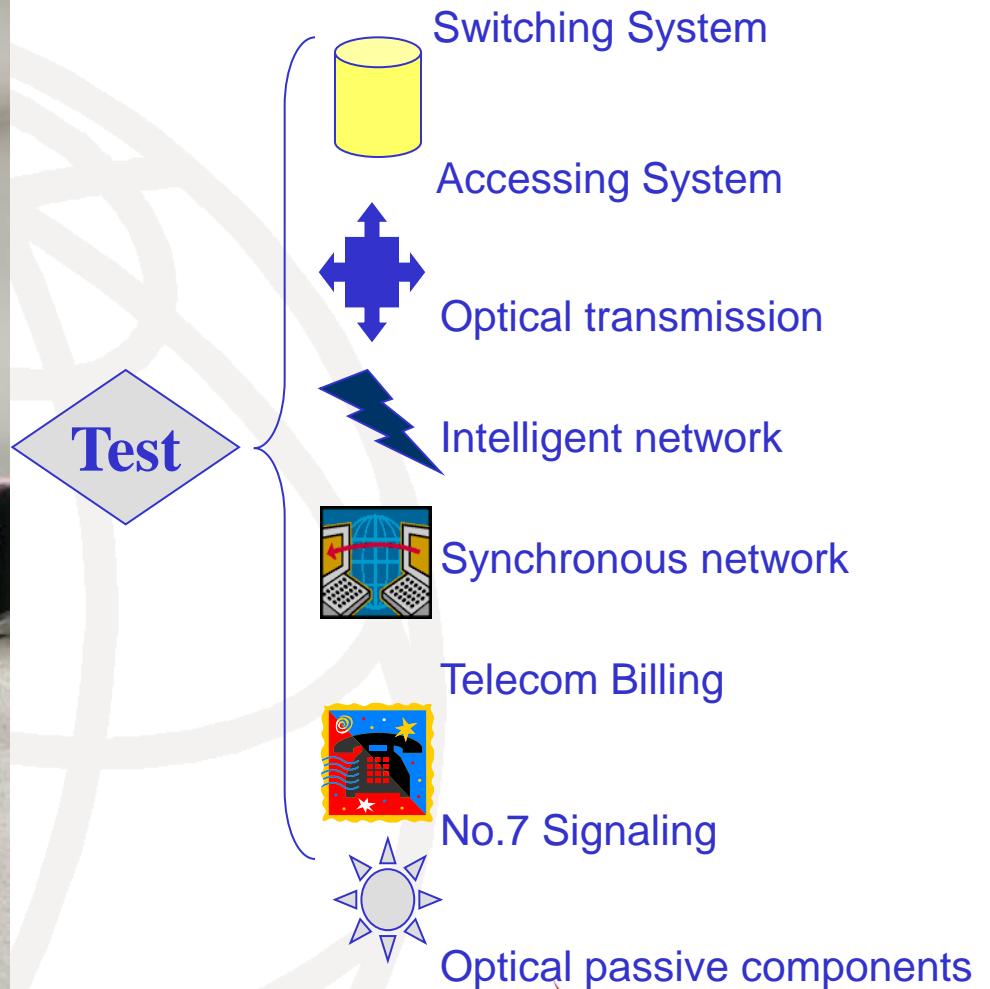 Switching System
Accessing System
Optical transmission
Test
Intelligent network
Synchronous network
Telecom Billing
No.7 Signaling
Optical passive components